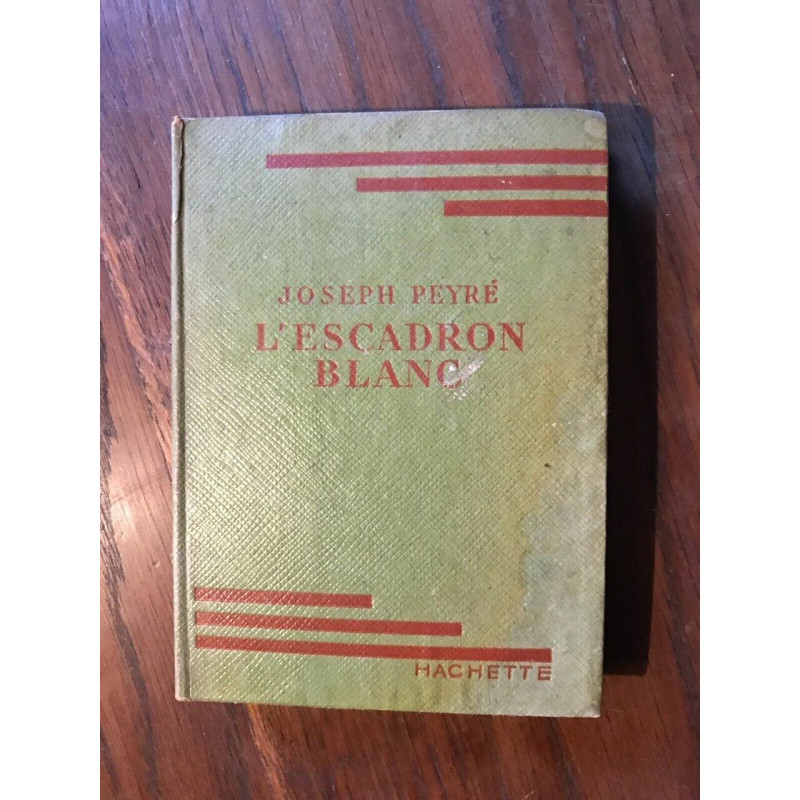 JOSEPH PEYRÉ
L'ESCADRON
BLANC
HACHETTE